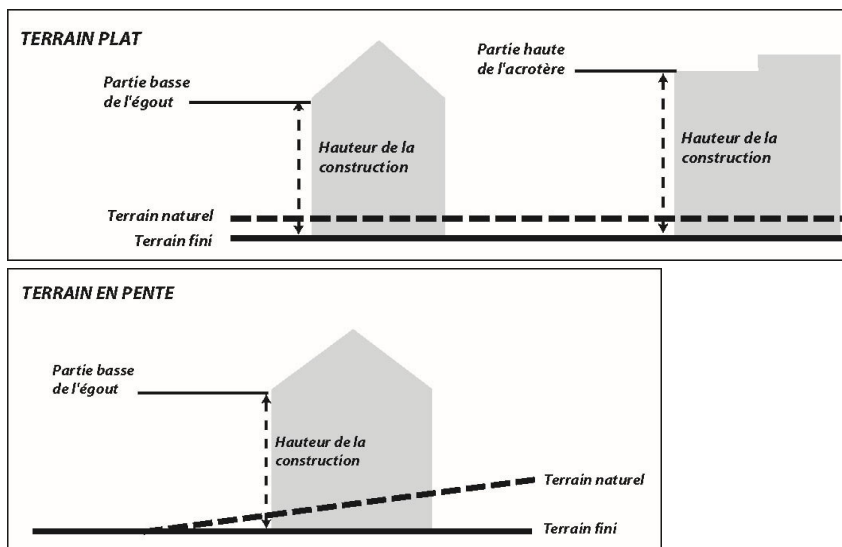 TERRAIN PLAT
Partie basse
de l'égout
Hauteur de la
construction
Partie haute
de l'acrotère
Hauteur de la
construction
Terrain naturel
Terrain fini
TERRAIN EN PENTE
Partie basse
de l'égout
Hauteur de la
construction
Terrain naturel
Terrain fini